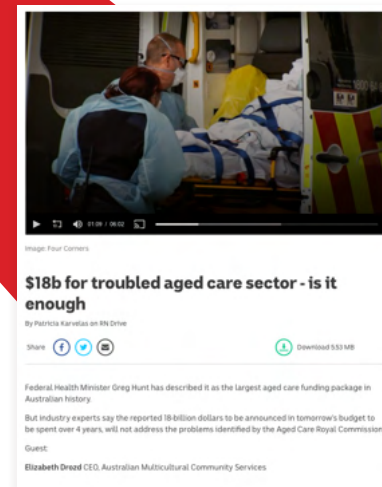 01:09 / 06:02
Image: Four Corners
$18b for troubled aged care sector - is it
enough
By Patricia Karvelas on RN Drive
Share
Download 5.53 MB
Federal Health Minister Greg Hunt has described it as the largest aged care funding package in
Australian history.
But industry experts say the reported 18-billion dollars to be announced in tomorrow's budget to
be spent over 4 years, will not address the problems identified by the Aged Care Royal Commission
Guest:
Elizabeth Drozd CEO, Australian Multicultural Community Services